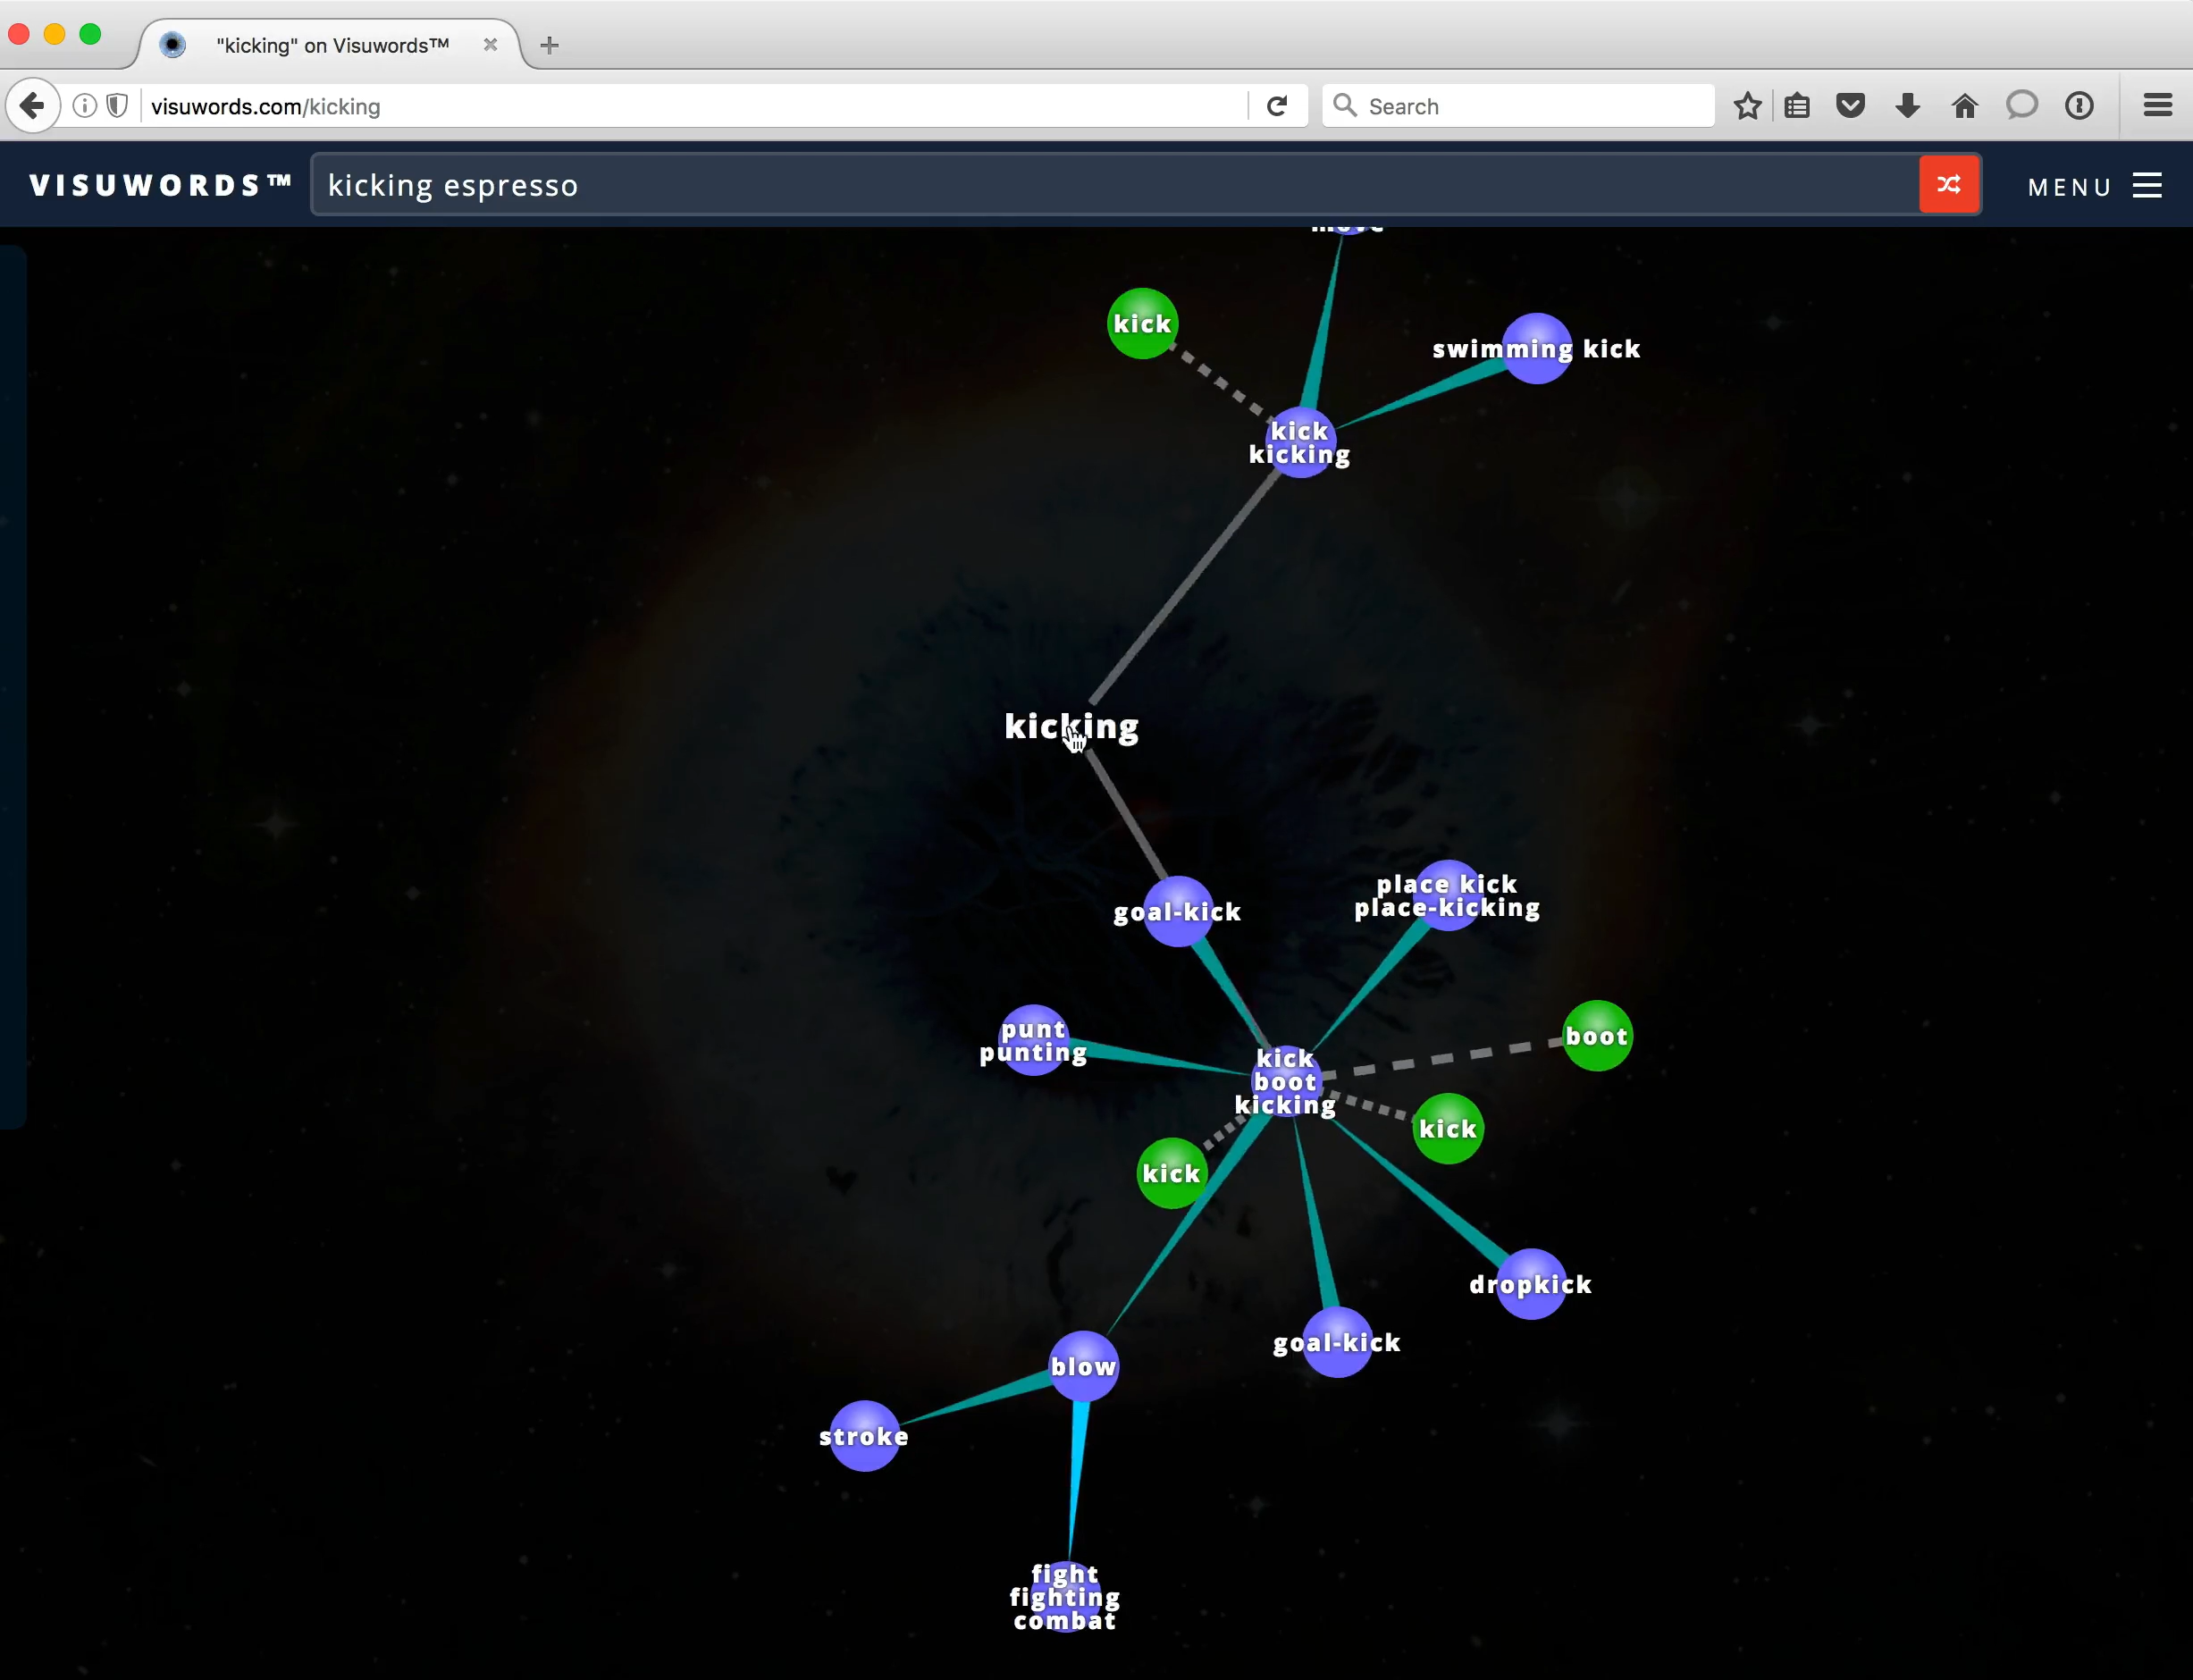 "kicking" on Visuwords™
visuwords.com/kicking
Search
VISUWORDS™
kicking espresso
MENU
kick
swimming kick
kick
kicking
kicking
goal-kick
place kick
place-kicking
punt
punting
boot
kick
boot
kicking
kick
kick
dropkick
goal-kick
blow
stroke
fight
fighting
combat